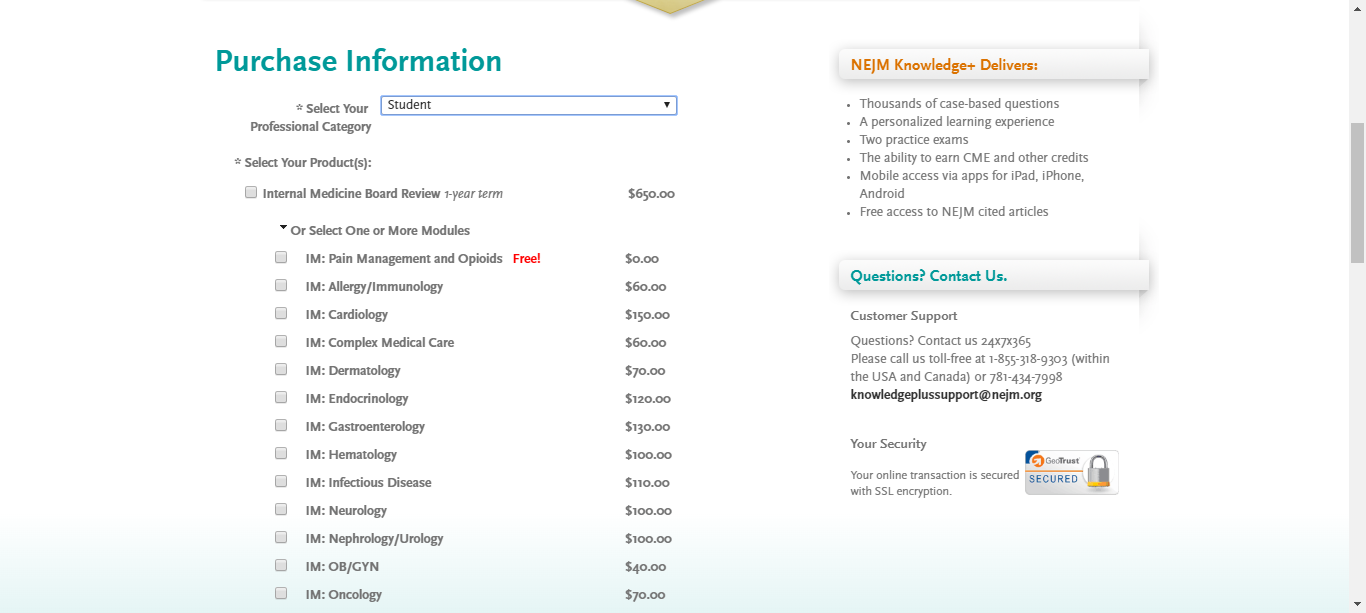 Purchase Information
* Select Your Professional Category
Student
* Select Your Product(s):
Internal Medicine Board Review 1-year term $650.00
Or Select One or More Modules
IM: Pain Management and Opioids Free! $0.00
IM: Allergy/Immunology $60.00
IM: Cardiology $150.00
IM: Complex Medical Care $60.00
IM: Dermatology $70.00
IM: Endocrinology $120.00
IM: Gastroenterology $130.00
IM: Hematology $100.00
IM: Infectious Disease $110.00
IM: Neurology $100.00
IM: Nephrology/Urology $100.00
IM: OB/GYN $40.00
IM: Oncology $70.00
NEJM Knowledge+ Delivers:
Thousands of case-based questions
A personalized learning experience
Two practice exams
The ability to earn CME and other credits
Mobile access via apps for iPad, iPhone,
Android
Free access to NEJM cited articles
Questions? Contact Us.
Customer Support
Questions? Contact us 24x7x365
Please call us toll-free at 1-855-318-9303 (within
the USA and Canada) or 781-434-7998
knowledgeplussupport@nejm.org
Your Security
Your online transaction is secured
with SSL encryption.
GeoTrust
SECURED